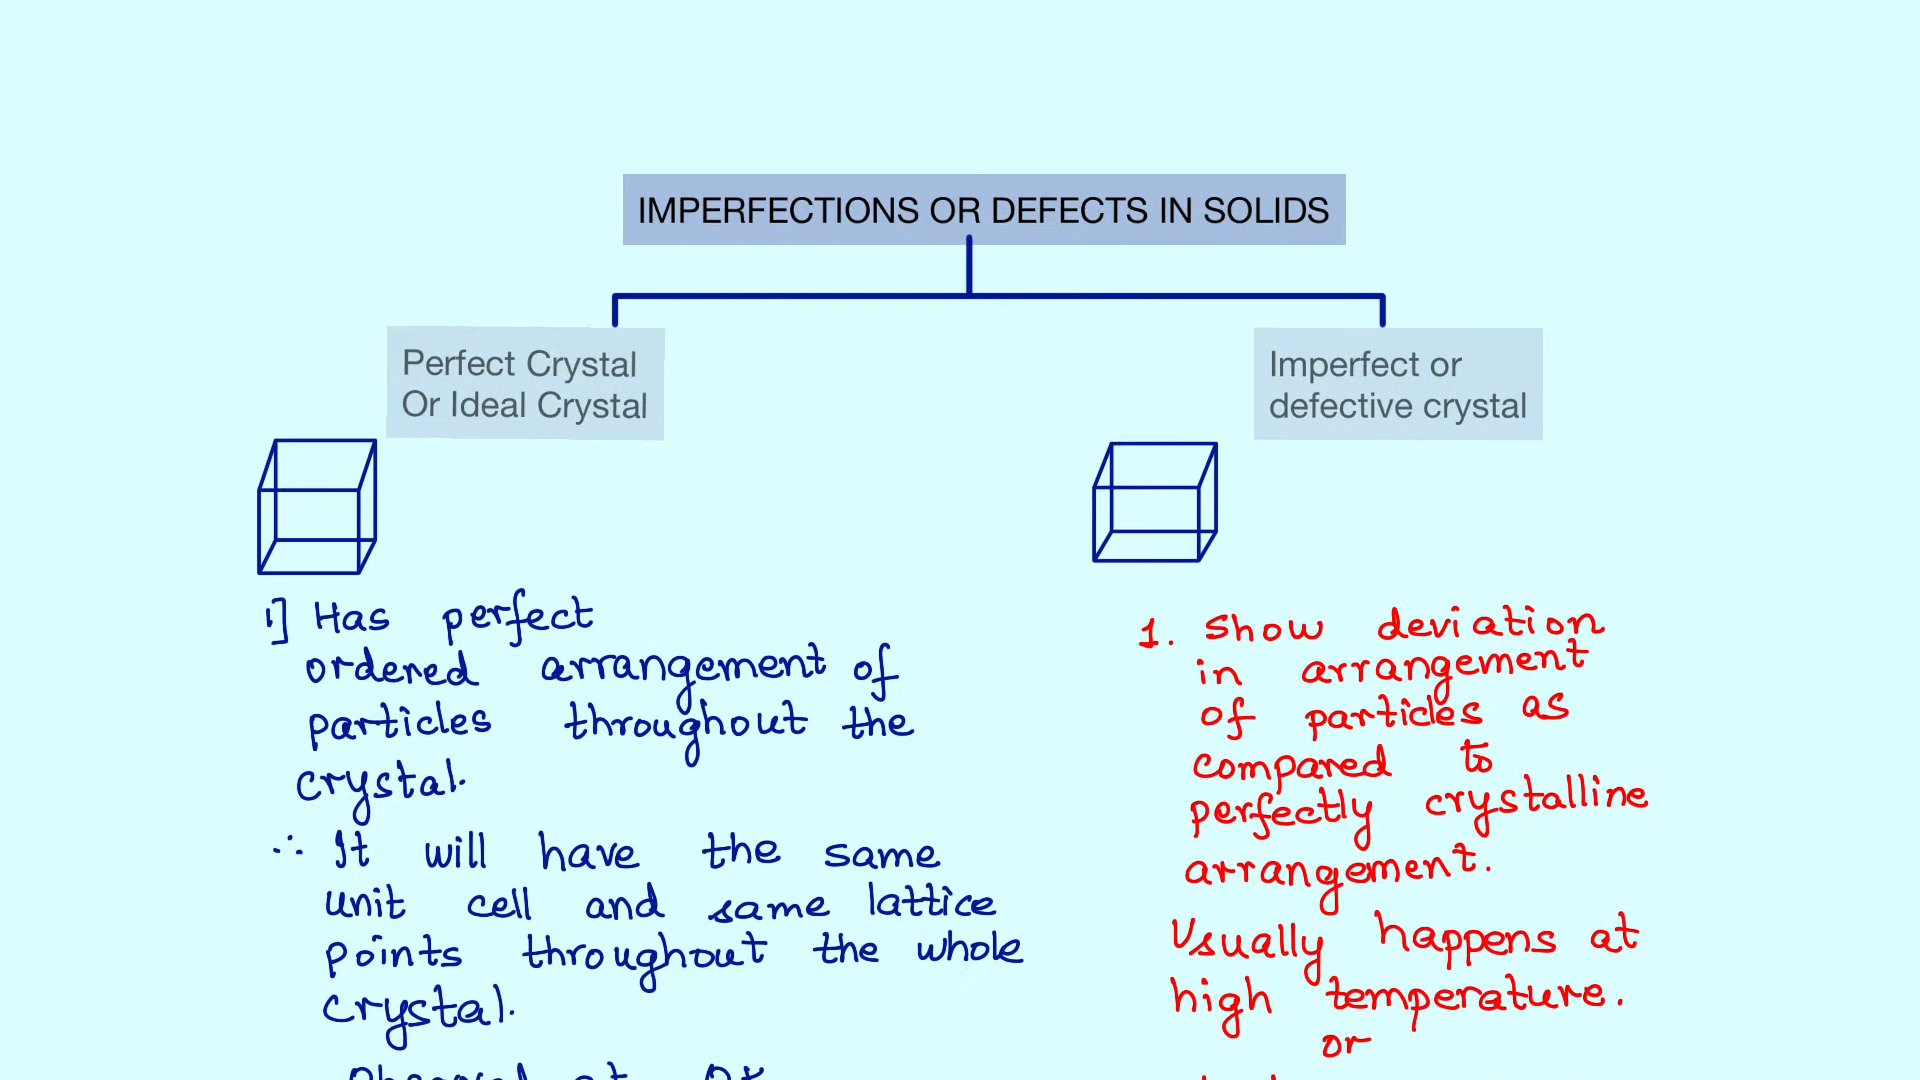 IMPERFECTIONS OR DEFECTS IN SOLIDS
Perfect Crystal
Or Ideal Crystal
1] Has perfect
ordered arrangement of
particles throughout the
crystal.
∴ It will have the same
unit cell and same lattice
points throughout the whole
crystal.
Imperfect or
defective crystal
1. Show deviation
in arrangement
of particles as
compared to
perfectly crystalline
arrangement.
Usually happens at
high temperature.
or